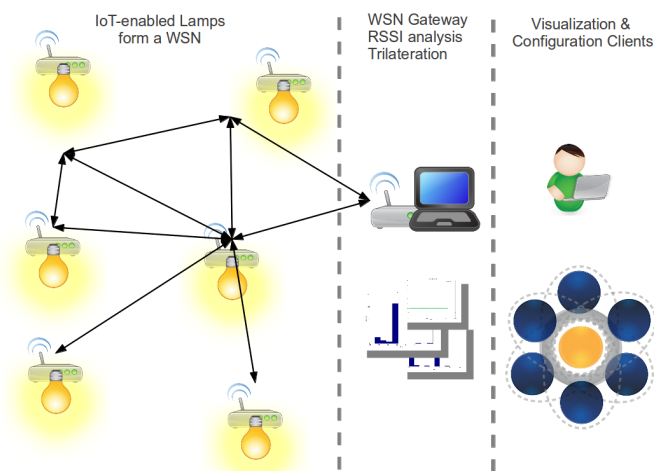 IoT-enabled Lamps
form a WSN
WSN Gateway
RSSI analysis
Trilateration
Visualization &
Configuration Clients